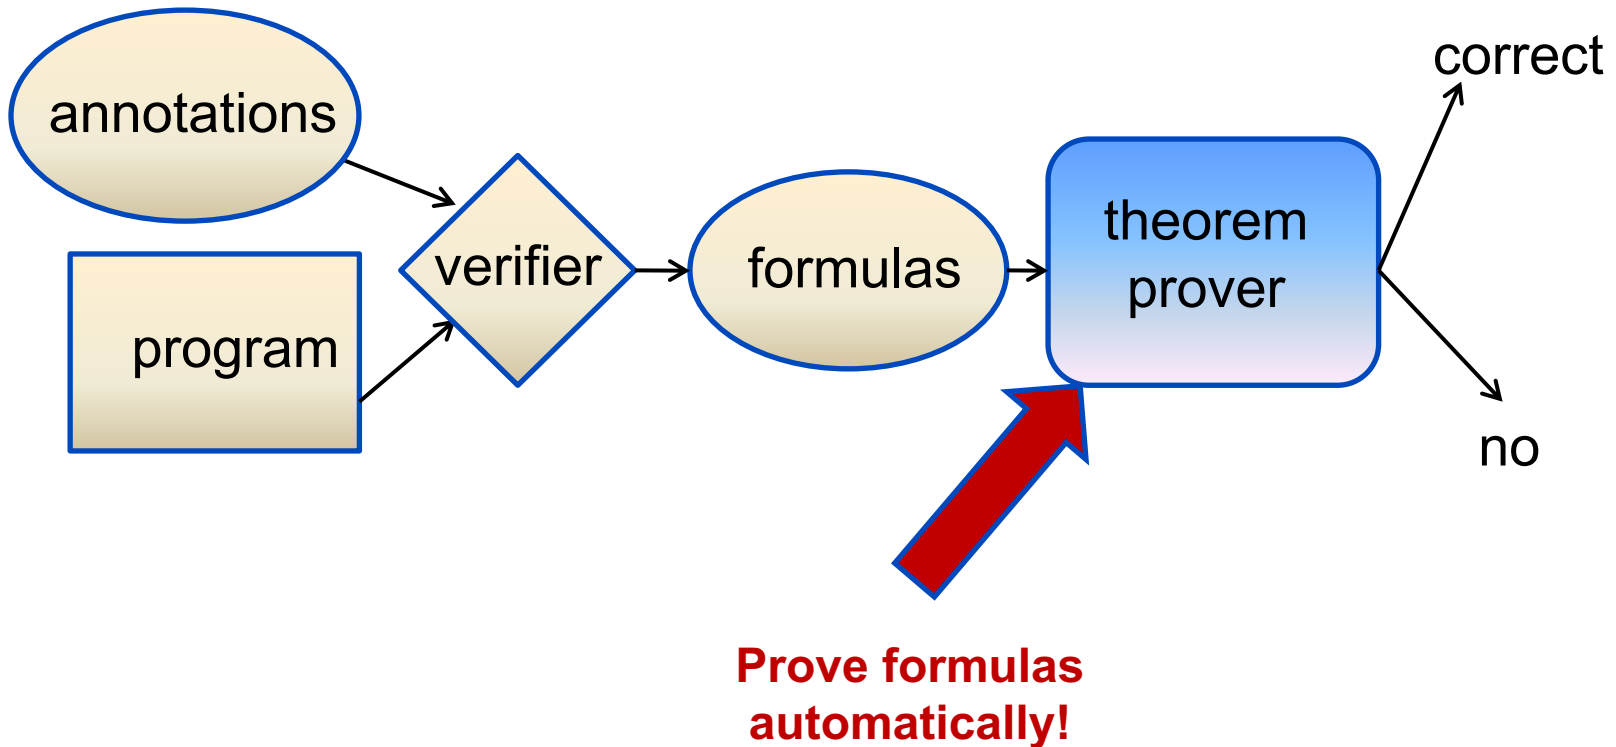 annotations
program
verifier
formulas
theorem
prover
correct
no
Prove formulas
automatically!